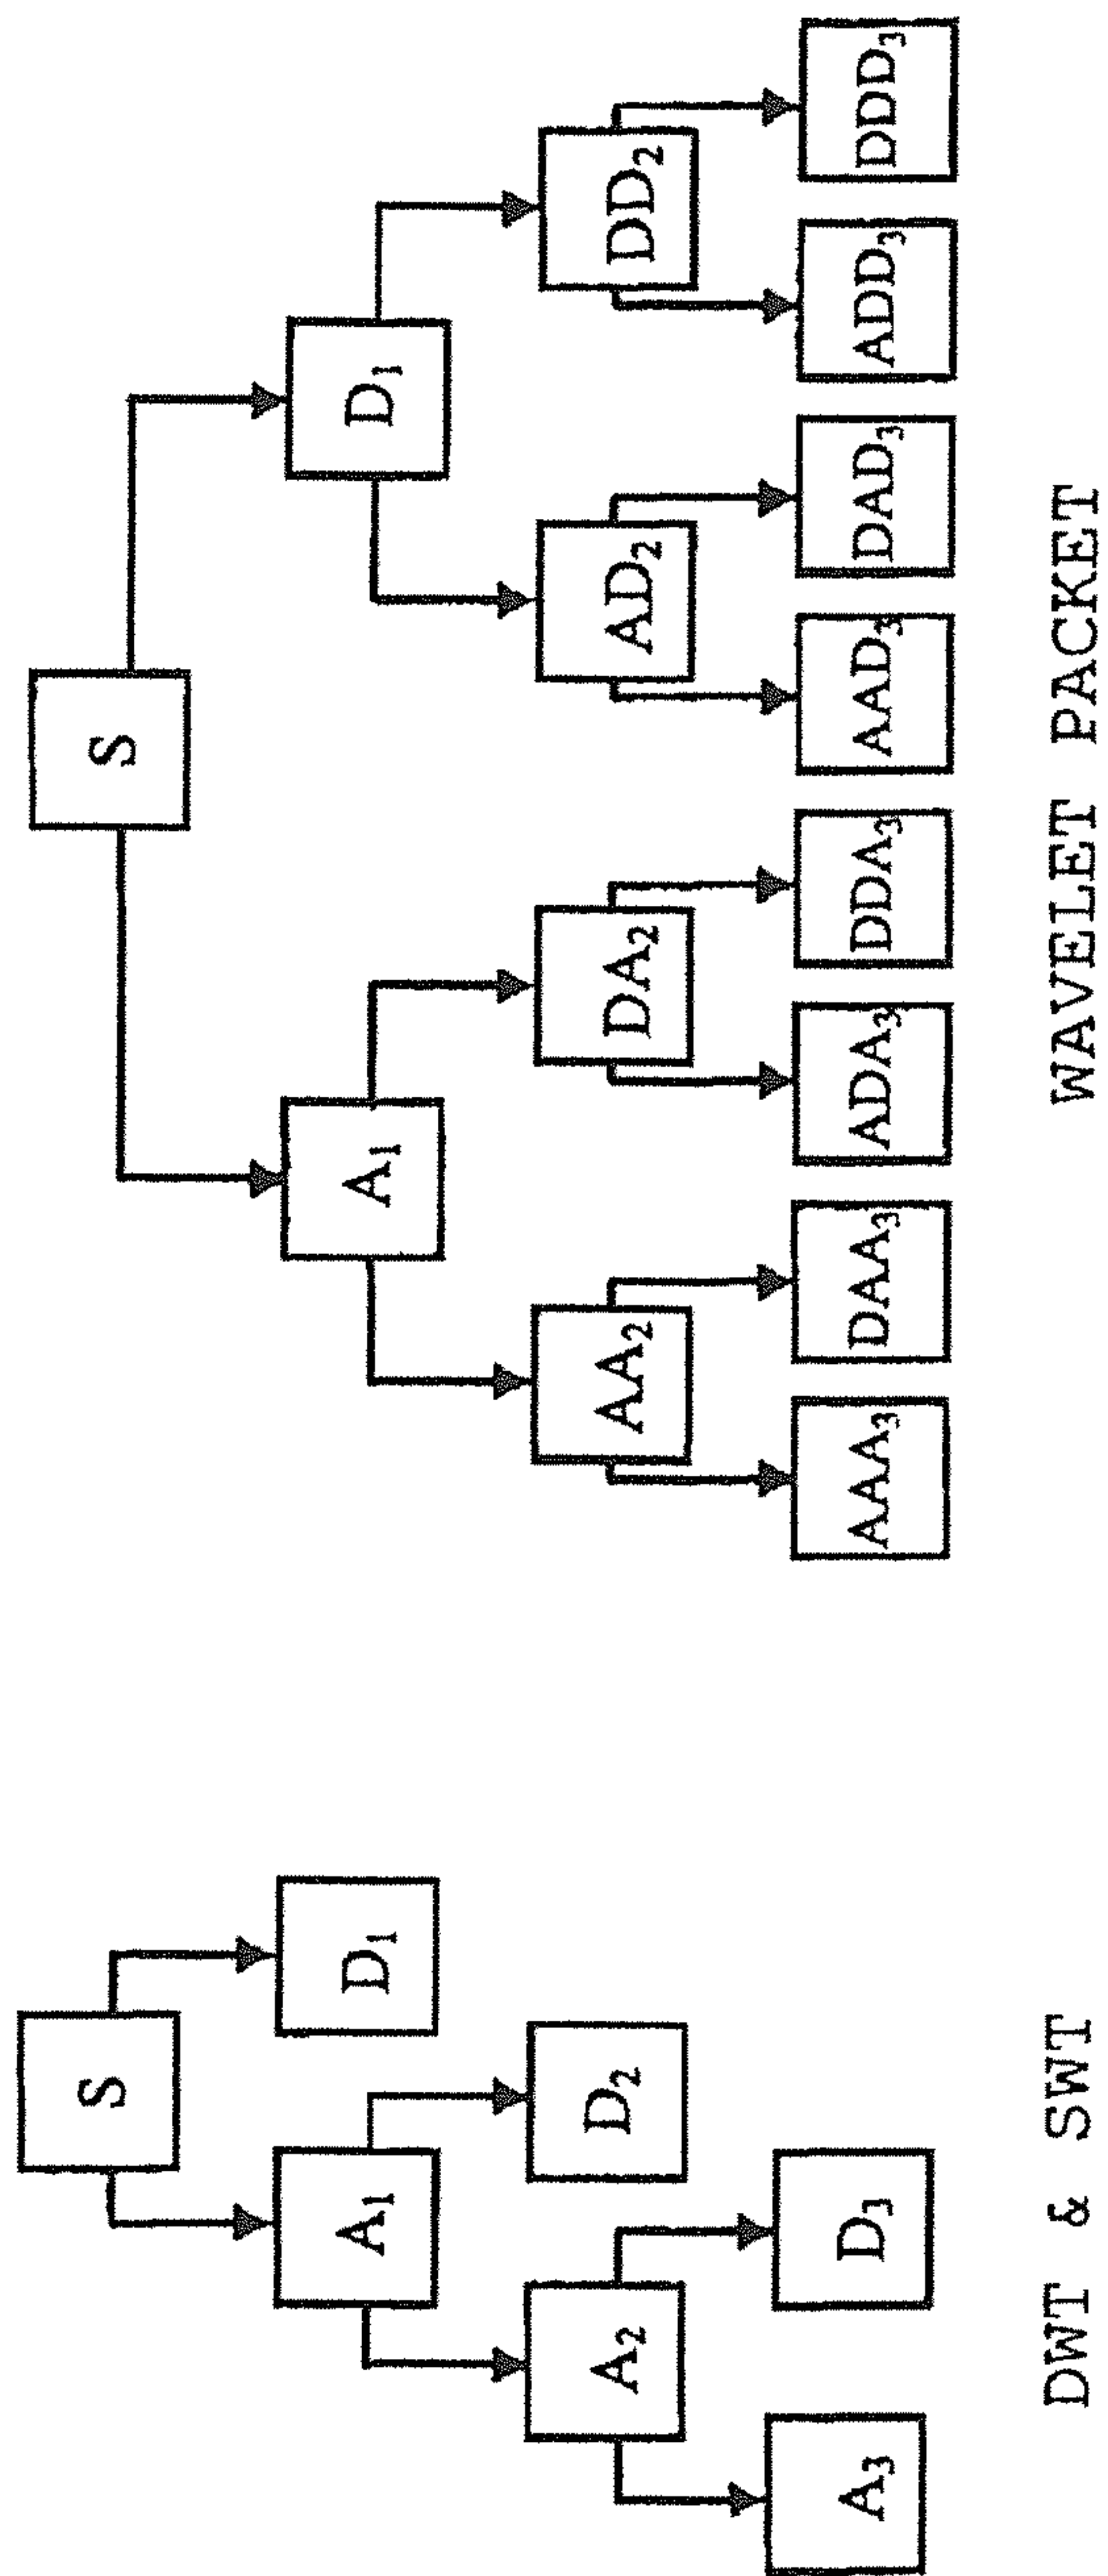 S
A₁ D₁
A₂ D₂
A₃ D₃
DWT & SWT
S
A₁ D₁
AA₂ DA₂ AD₂ DD₂
AAA₃ DAA₃ ADA₃ DDA₃ AAD₃ DAD₃ ADD₃ DDD₃
WAVELET PACKET